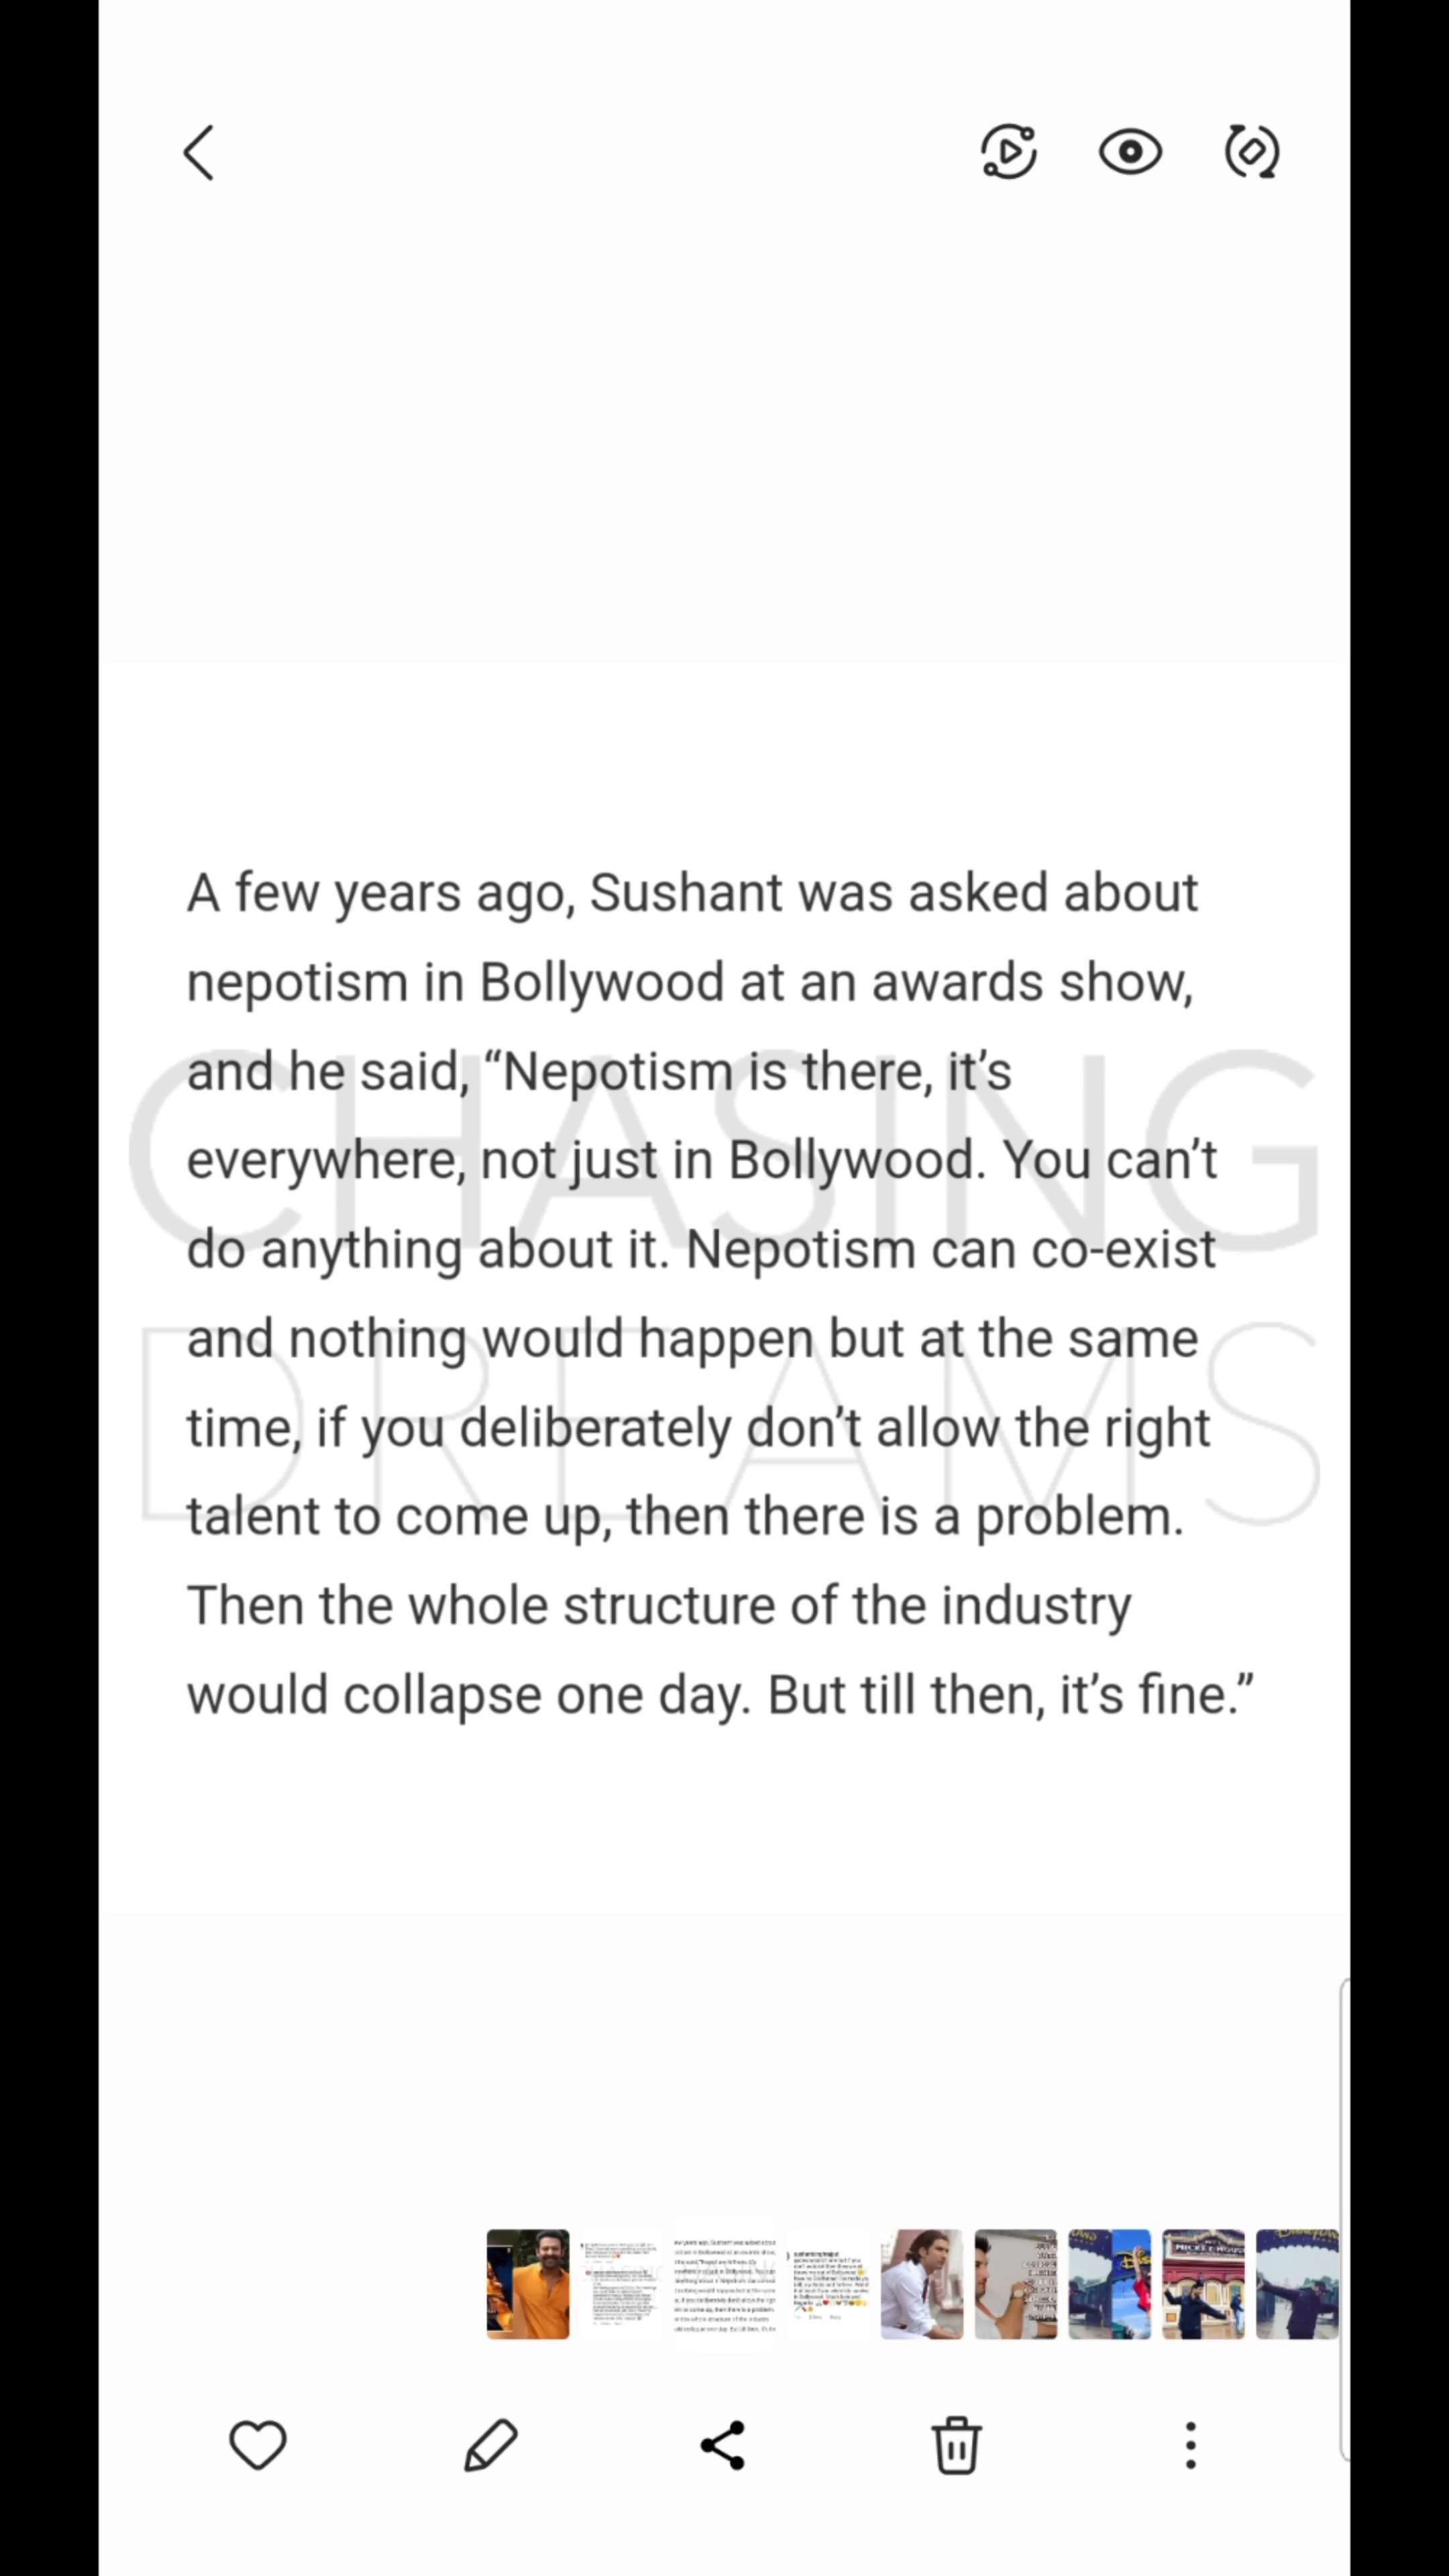 A few years ago, Sushant was asked about
nepotism in Bollywood at an awards show,
and he said, “Nepotism is there, it’s
everywhere, not just in Bollywood. You can’t
do anything about it. Nepotism can co-exist
and nothing would happen but at the same
time, if you deliberately don’t allow the right
talent to come up, then there is a problem.
Then the whole structure of the industry
would collapse one day. But till then, it’s fine.”
CHASING
DREAMS